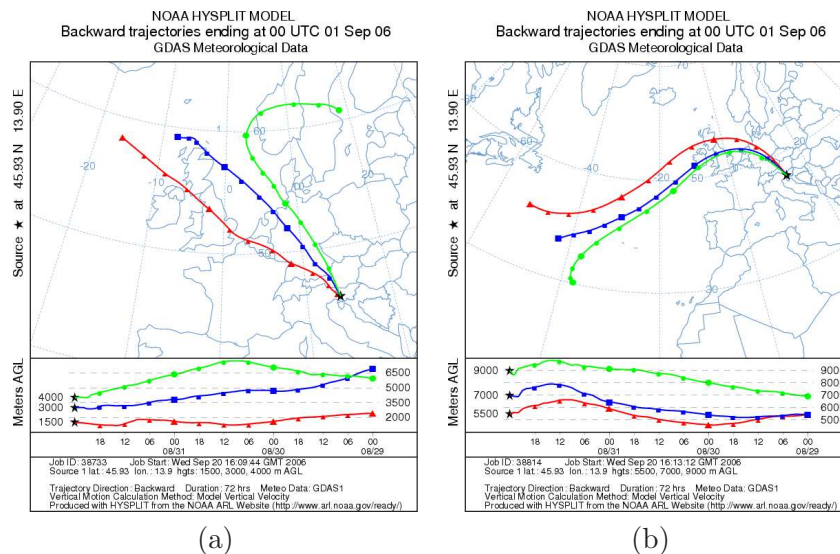 NOAA HYSPLIT MODEL
Backward trajectories ending at 00 UTC 01 Sep 06
GDAS Meteorological Data
Source ★ at 45.93 N 13.90 E
-20
-10
0
60
50
Meters AGL
4000
3000
1500
6500
5000
3500
2000
18 12 06 00 18 12 06 00 18 12 06 00
08/31 08/30 08/29
Job ID: 38733 Job Start: Wed Sep 20 16:09:44 GMT 2006
Source 1 lat.: 45.93 lon.: 13.9 hgts: 1500, 3000, 4000 m AGL
Trajectory Direction: Backward Duration: 72 hrs Meteo Data: GDAS1
Vertical Motion Calculation Method: Model Vertical Velocity
Produced with HYSPLIT from the NOAA ARL Website (http://www.arl.noaa.gov/ready/)
(a)
NOAA HYSPLIT MODEL
Backward trajectories ending at 00 UTC 01 Sep 06
GDAS Meteorological Data
Source ★ at 45.93 N 13.90 E
-40
-20
30
Meters AGL
9000
7000
5500
18 12 06 00 18 12 06 00 18 12 06 00
08/31 08/30 08/29
Job ID: 38814 Job Start: Wed Sep 20 16:13:12 GMT 2006
Source 1 lat.: 45.93 lon.: 13.9 hgts: 5500, 7000, 9000 m AGL
Trajectory Direction: Backward Duration: 72 hrs Meteo Data: GDAS1
Vertical Motion Calculation Method: Model Vertical Velocity
Produced with HYSPLIT from the NOAA ARL Website (http://www.arl.noaa.gov/ready/)
(b)